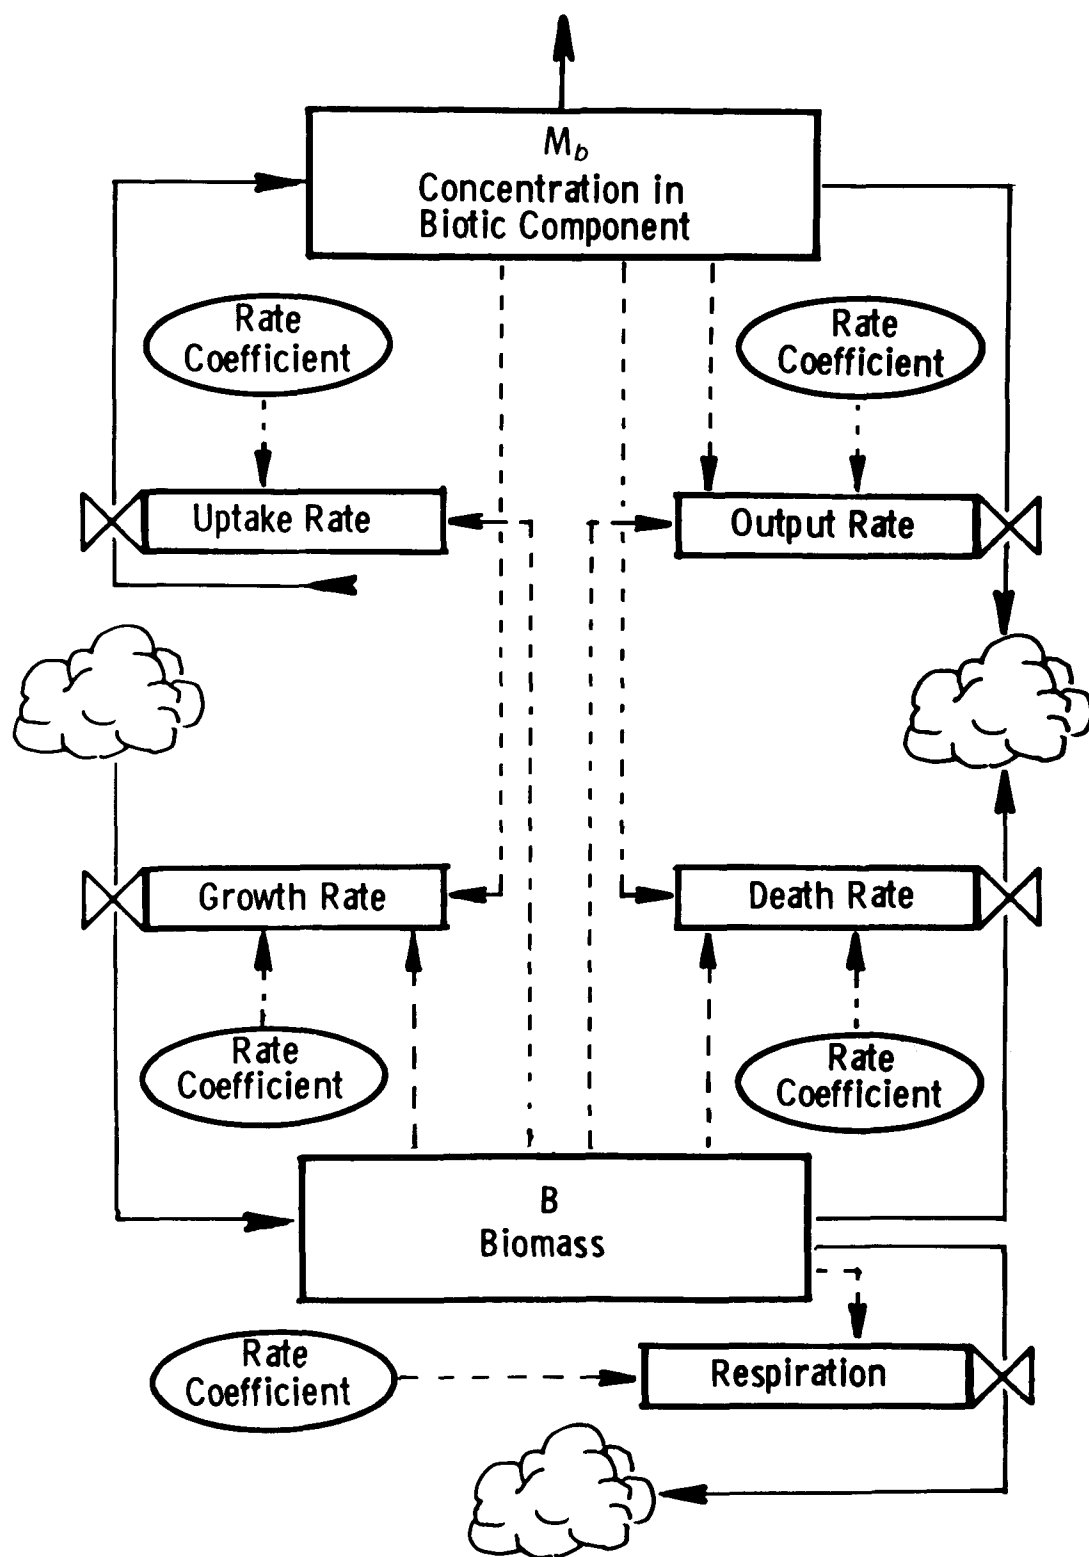 M_b
Concentration in
Biotic Component
Rate
Coefficient
Rate
Coefficient
Uptake Rate
Output Rate
Growth Rate
Death Rate
Rate
Coefficient
Rate
Coefficient
B
Biomass
Rate
Coefficient
Respiration